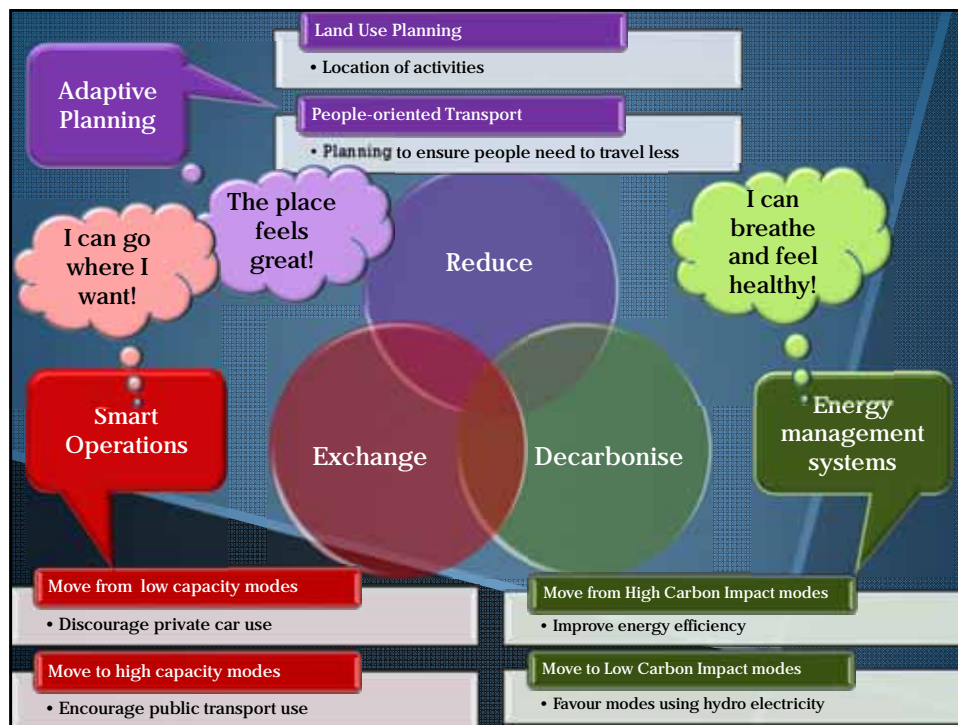 Land Use Planning
• Location of activities
Adaptive
Planning
People-oriented Transport
• Planning to ensure people need to travel less
I can go
where I
want!
The place
feels
great!
I can
breathe
and feel
healthy!
Reduce
Exchange
Decarbonise
Smart
Operations
Energy
management
systems
Move from low capacity modes
• Discourage private car use
Move to high capacity modes
• Encourage public transport use
Move from High Carbon Impact modes
• Improve energy efficiency
Move to Low Carbon Impact modes
• Favour modes using hydro electricity